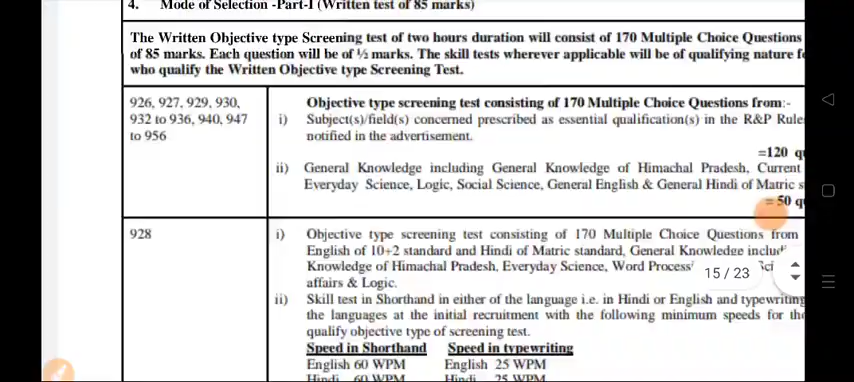 4. Mode of Selection -Part-I (Written test of 85 marks)
The Written Objective type Screening test of two hours duration will consist of 170 Multiple Choice Questions
of 85 marks. Each question will be of ½ marks. The skill tests wherever applicable will be of qualifying nature
who qualify the Written Objective type Screening Test.
926, 927, 929, 930,
932 to 936, 940, 947
to 956
Objective type screening test consisting of 170 Multiple Choice Questions from:-
i) Subject(s)/field(s) concerned prescribed as essential qualification(s) in the R&P Rule
notified in the advertisement.
=120 q
ii) General Knowledge including General Knowledge of Himachal Pradesh, Current
Everyday Science, Logic, Social Science, General English & General Hindi of Matric s
= 50 q
928
i) Objective type screening test consisting of 170 Multiple Choice Questions from
English of 10+2 standard and Hindi of Matric standard, General Knowledge
Knowledge of Himachal Pradesh, Everyday Science, Word
affairs & Logic.
ii) Skill test in Shorthand in either of the language i.e. in Hindi or English and typewriting
the languages at the initial recruitment with the following minimum speeds for
qualify objective type of screening test.
Speed in Shorthand Speed in typewriting
English 60 WPM English 25 WPM
Hindi 60 WPM Hindi 25 WPM
15 / 23